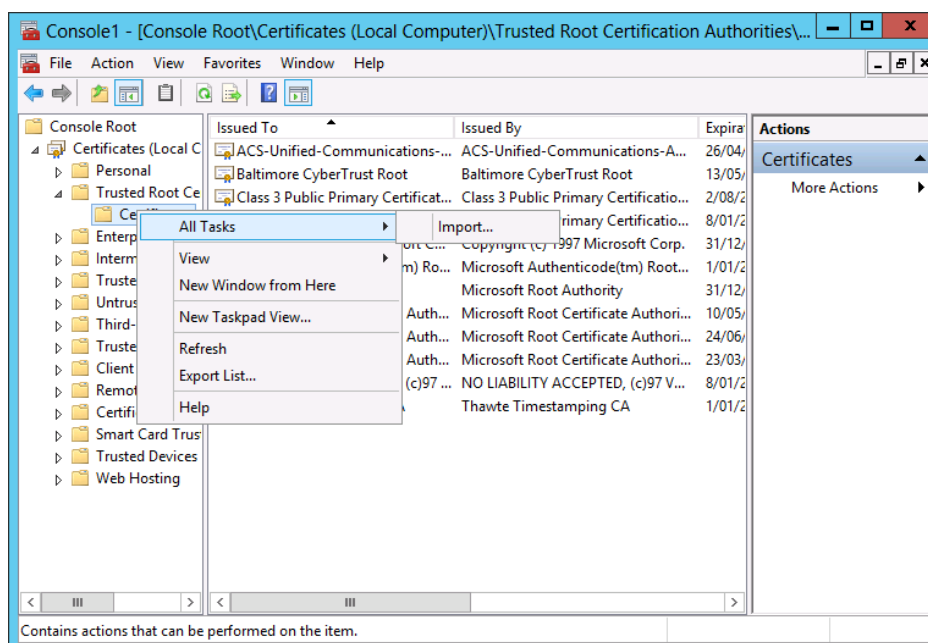 Console1 - [Console Root\Certificates (Local Computer)\Trusted Root Certification Authorities\...
File Action View Favorites Window Help
Console Root
Certificates (Local C
Personal
Trusted Root Ce
Enterp
Interm
Truste
Untrus
Third-
Truste
Client
Remot
Certifi
Smart Card Trus
Trusted Devices
Web Hosting
All Tasks
View
New Window from Here
New Taskpad View...
Refresh
Export List...
Help
Import...
Issued To Issued By Expira
ACS-Unified-Communications-... ACS-Unified-Communications-A... 26/04/
Baltimore CyberTrust Root Baltimore CyberTrust Root 13/05/
Class 3 Public Primary Certificat... Class 3 Public Primary Certificatio... 2/08/2
rimary Certificatio... 8/01/2
Copyright (c) 1997 Microsoft Corp. 31/12/
m) Ro... Microsoft Authenticode(tm) Root... 1/01/2
Microsoft Root Authority 31/12/
Auth... Microsoft Root Certificate Authori... 10/05/
Auth... Microsoft Root Certificate Authori... 24/06/
Auth... Microsoft Root Certificate Authori... 23/03/
(c)97 ... NO LIABILITY ACCEPTED, (c)97 V... 8/01/2
Thawte Timestamping CA 1/01/2
Actions
Certificates
More Actions
Contains actions that can be performed on the item.